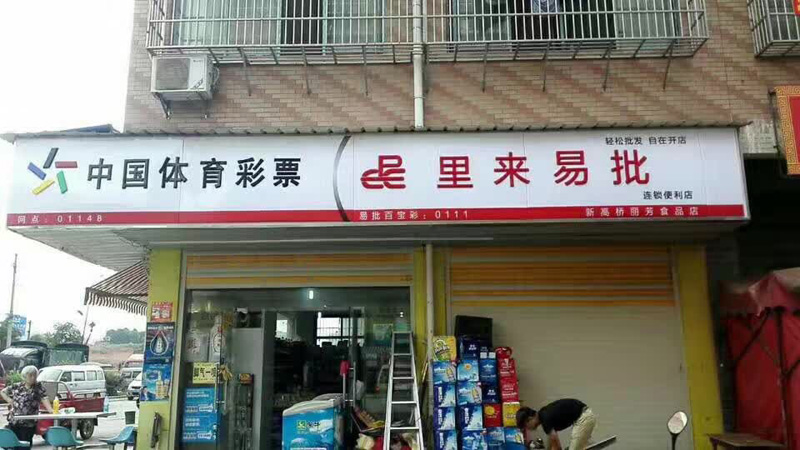 中国体育彩票
里来易批
轻松批发 自在开店
连锁便利店
网点:01148
易批百宝彩:0111
新高桥丽芳食品店